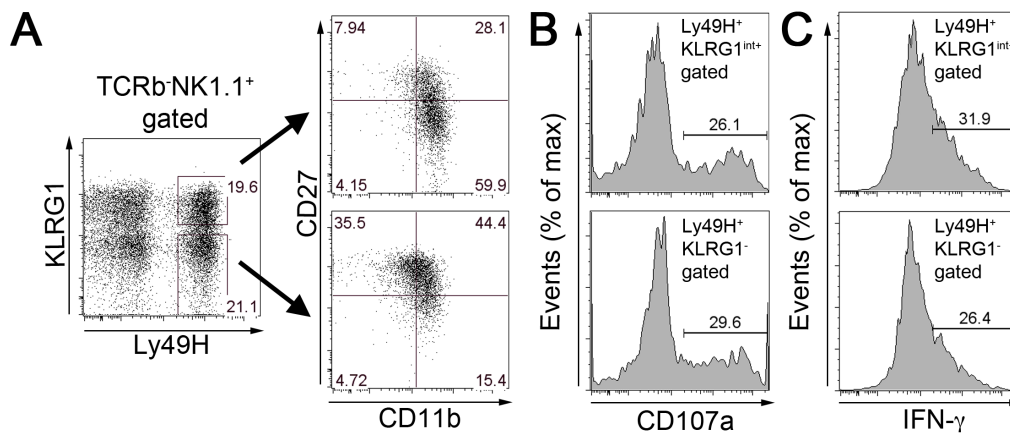 A
TCRb-NK1.1+
gated
KLRG1
19.6
21.1
Ly49H
CD27
7.94
28.1
4.15
59.9
35.5
44.4
4.72
15.4
CD11b
B
Events (% of max)
Ly49H+
KLRG1int+
gated
26.1
Ly49H+
KLRG1-
gated
29.6
CD107a
C
Events (% of max)
Ly49H+
KLRG1int+
gated
31.9
Ly49H+
KLRG1-
gated
26.4
IFN-γ